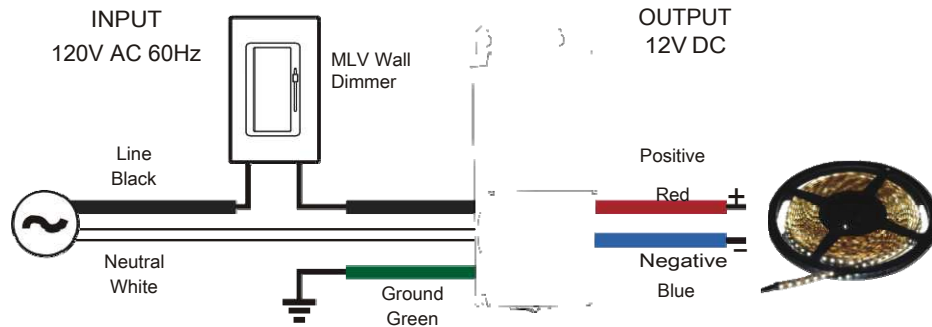 INPUT
120V AC 60Hz
MLV Wall
Dimmer
OUTPUT
12V DC
Line
Black
Neutral
White
Ground
Green
Positive
Red
+
Negative
–
Blue